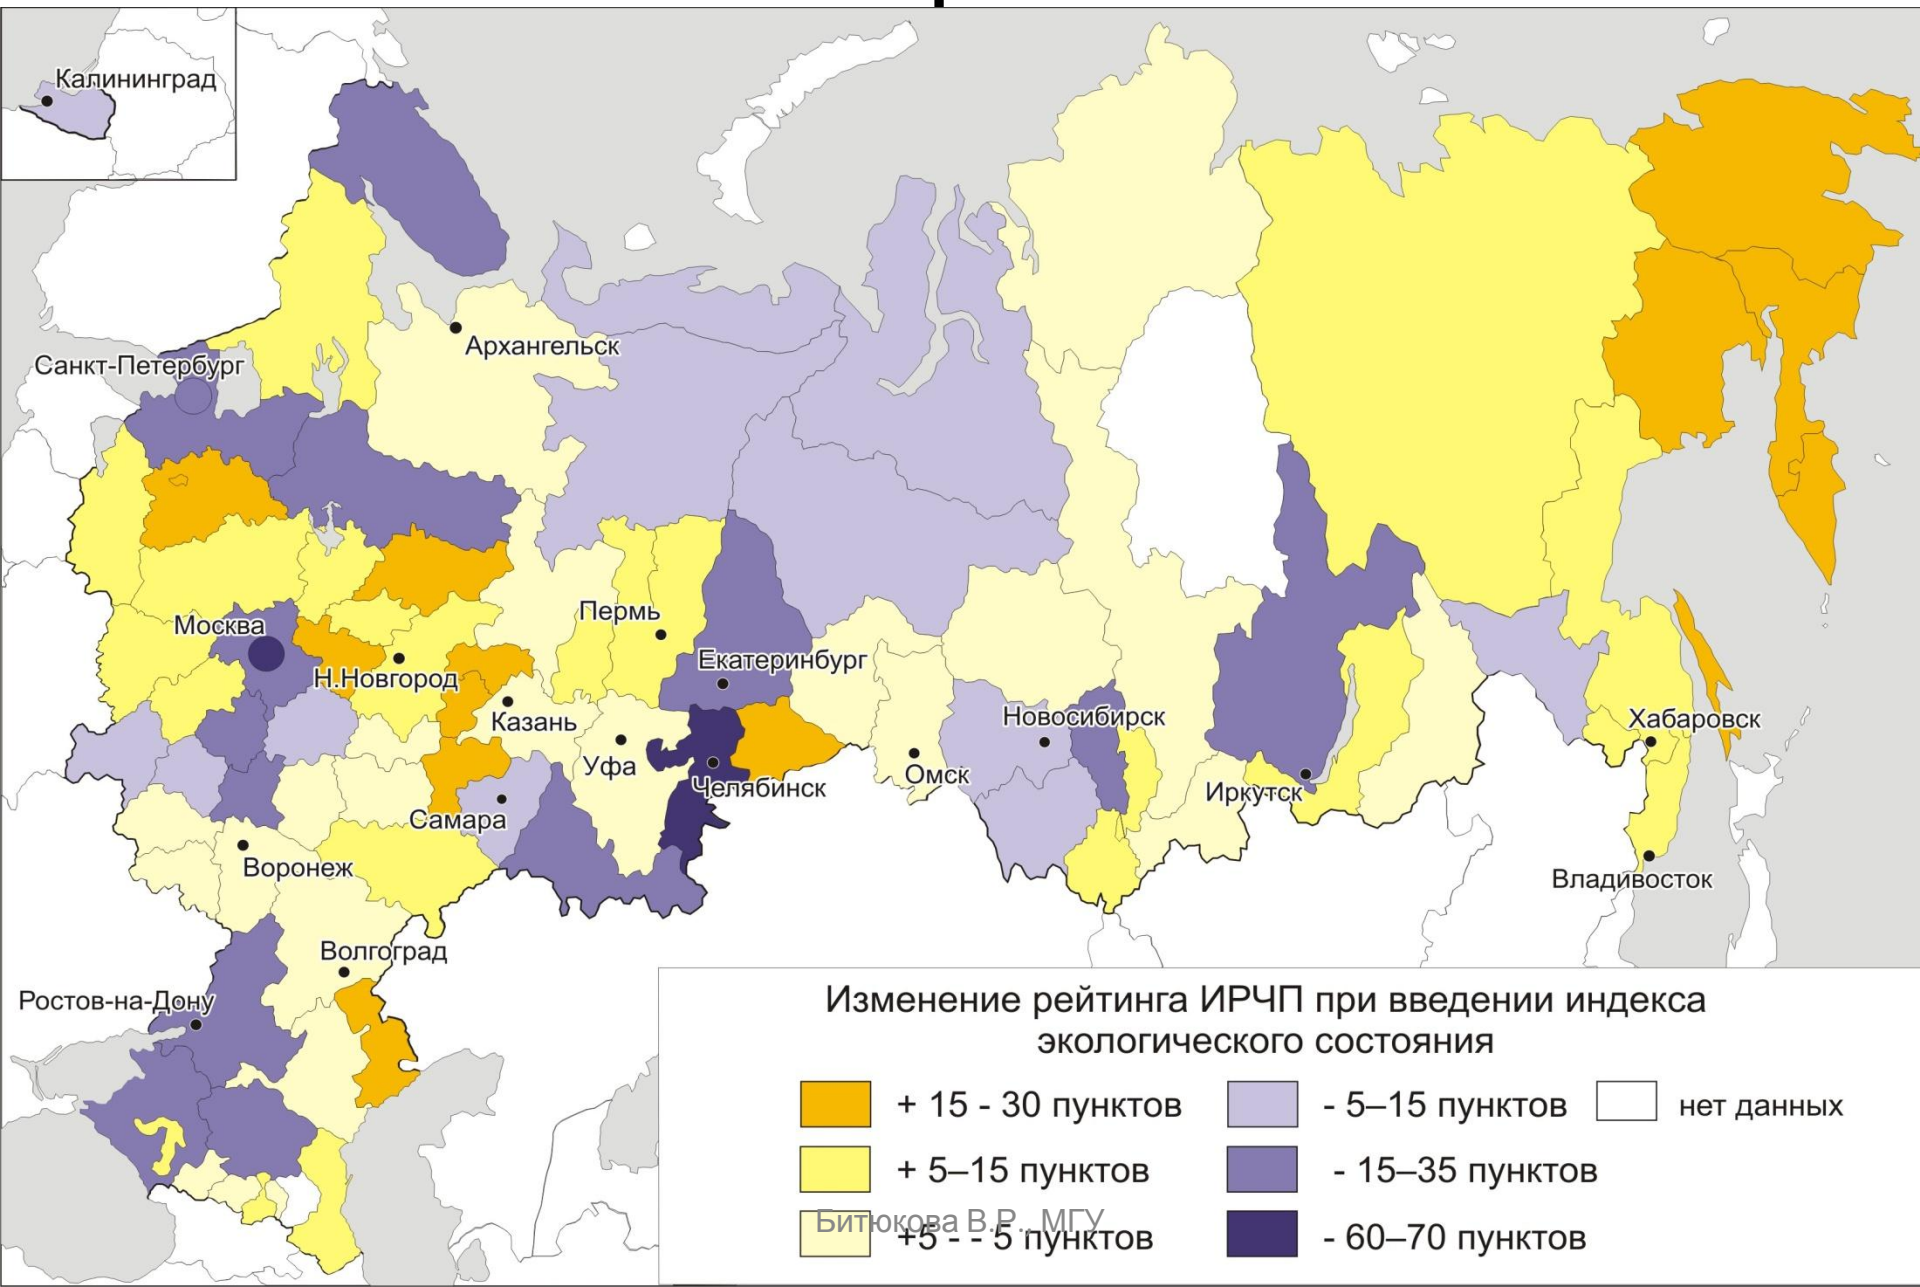 Калининград
Архангельск
Санкт-Петербург
Пермь
Москва
Екатеринбург
Н.Новгород
Казань
Новосибирск
Хабаровск
Уфа
Омск
Челябинск
Иркутск
Самара
Воронеж
Владивосток
Волгоград
Ростов-на-Дону
Изменение рейтинга ИРЧП при введении индекса
экологического состояния
+ 15 - 30 пунктов
- 5–15 пунктов
нет данных
+ 5–15 пунктов
- 15–35 пунктов
Битюкова В.Р., МГУ
+5 - - 5 пунктов
- 60–70 пунктов